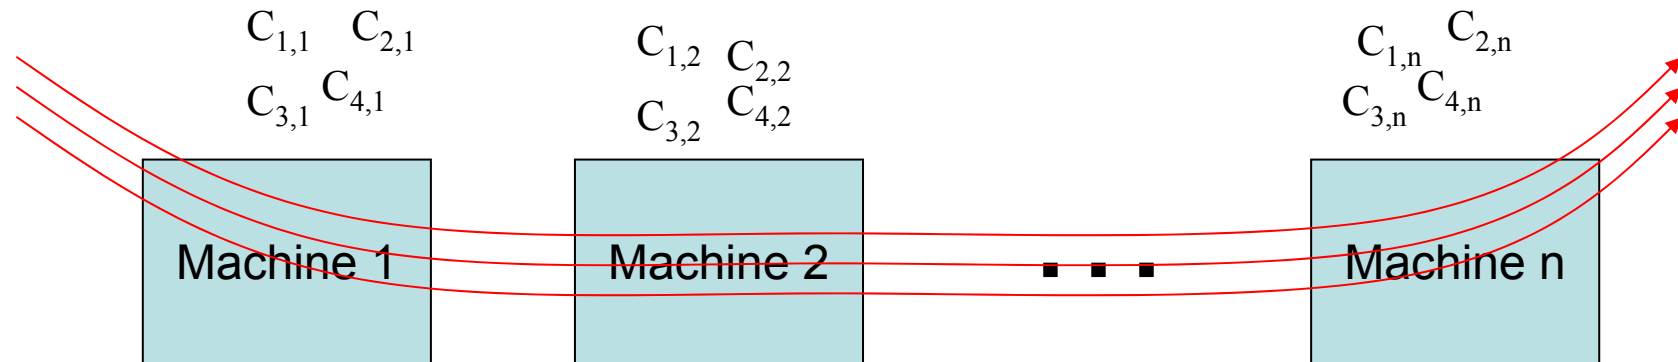 C1,1 C2,1
C3,1 C4,1
C1,2 C2,2
C3,2 C4,2
C1,n C2,n
C3,n C4,n
Machine 1
Machine 2
...
Machine n